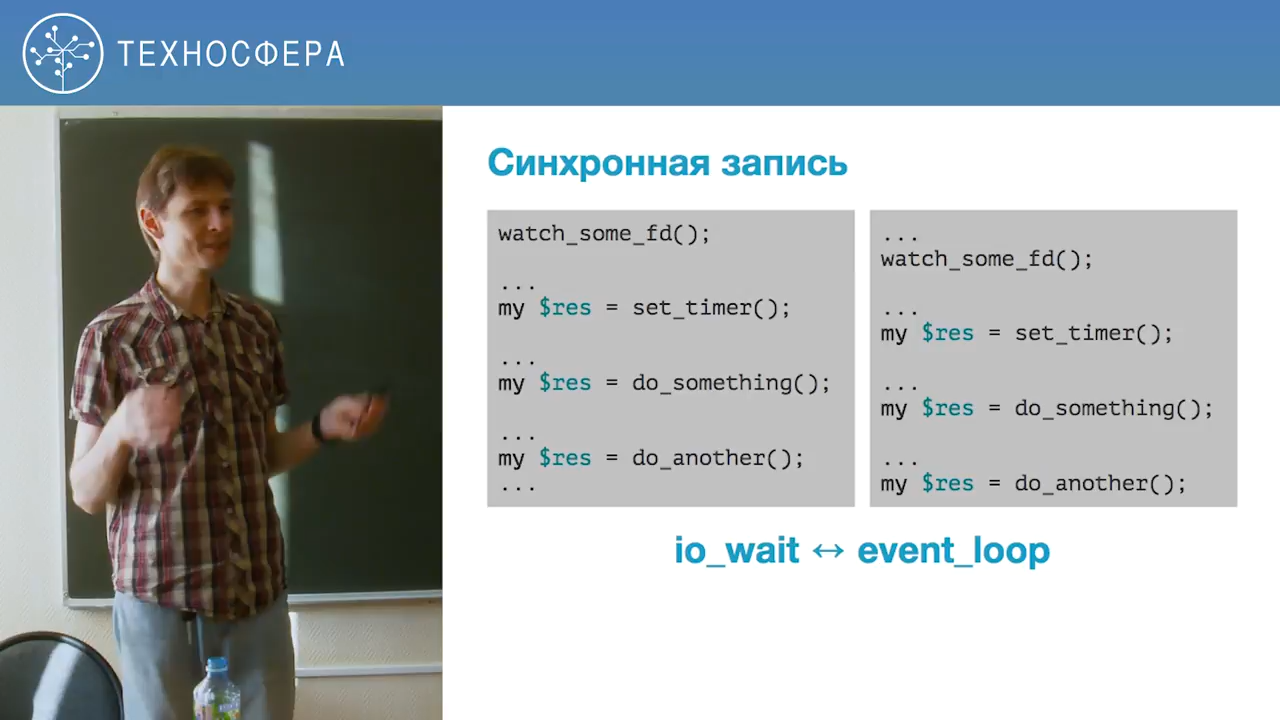 ТЕХНОСФЕРА
Синхронная запись
watch_some_fd();
...
my $res = set_timer();
...
my $res = do_something();
...
my $res = do_another();
...
...
watch_some_fd();
...
my $res = set_timer();
...
my $res = do_something();
...
my $res = do_another();
io_wait ↔ event_loop